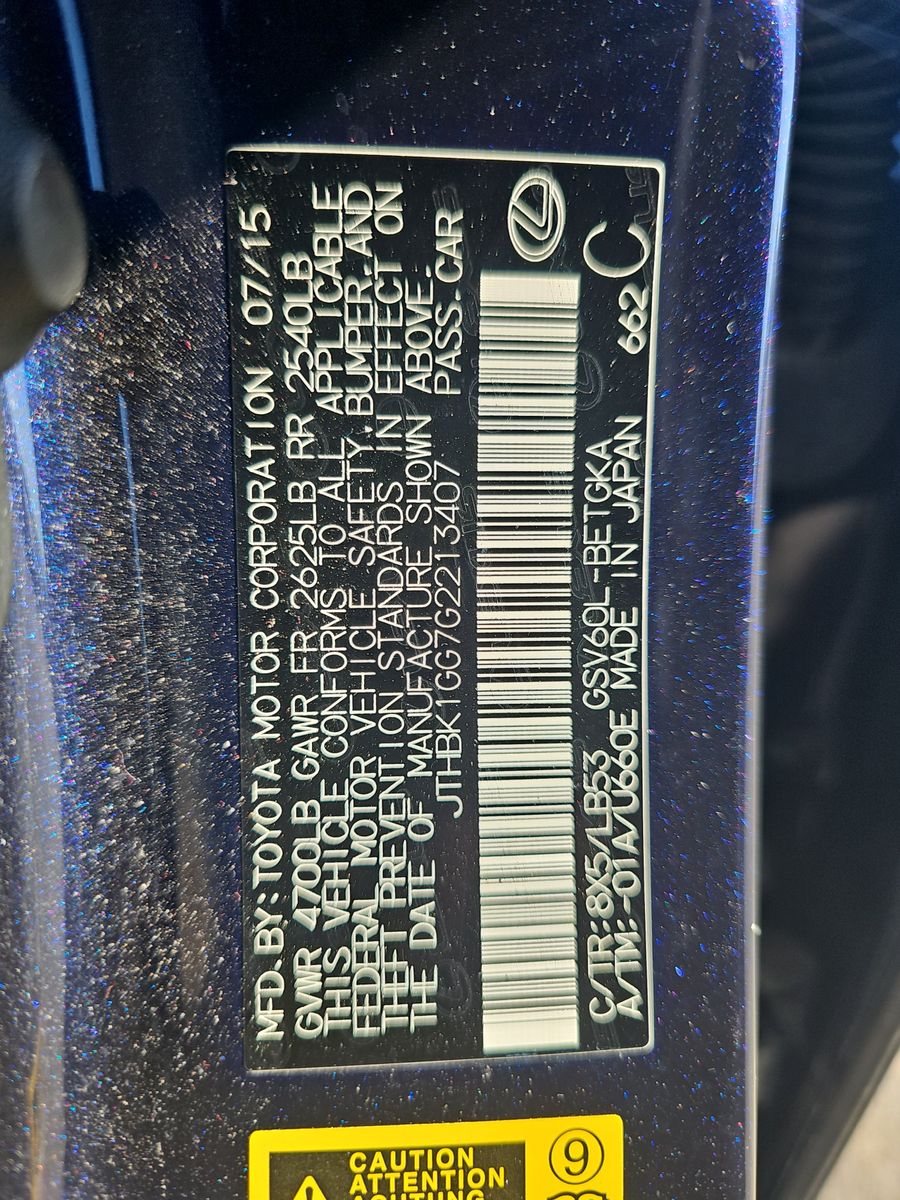 MFD.BY:TOYOTA MOTOR CORPORATION 07/15
GVWR 4700LB GAWR FR 2625LB RR 2540LB
THIS VEHICLE CONFORMS TO ALL APPLICABLE
FEDERAL MOTOR VEHICLE SAFETY,BUMPER,AND
THEFT PREVENTION STANDARDS IN EFFECT ON
THE DATE OF MANUFACTURE SHOWN ABOVE.
JTHBK1GG7G2213407 PASS.CAR
C/TR:8X5/LB53 GSV60L-BETGKA
A/TM:-01A/U660E MADE IN JAPAN 662 C
CAUTION
ATTENTION
9